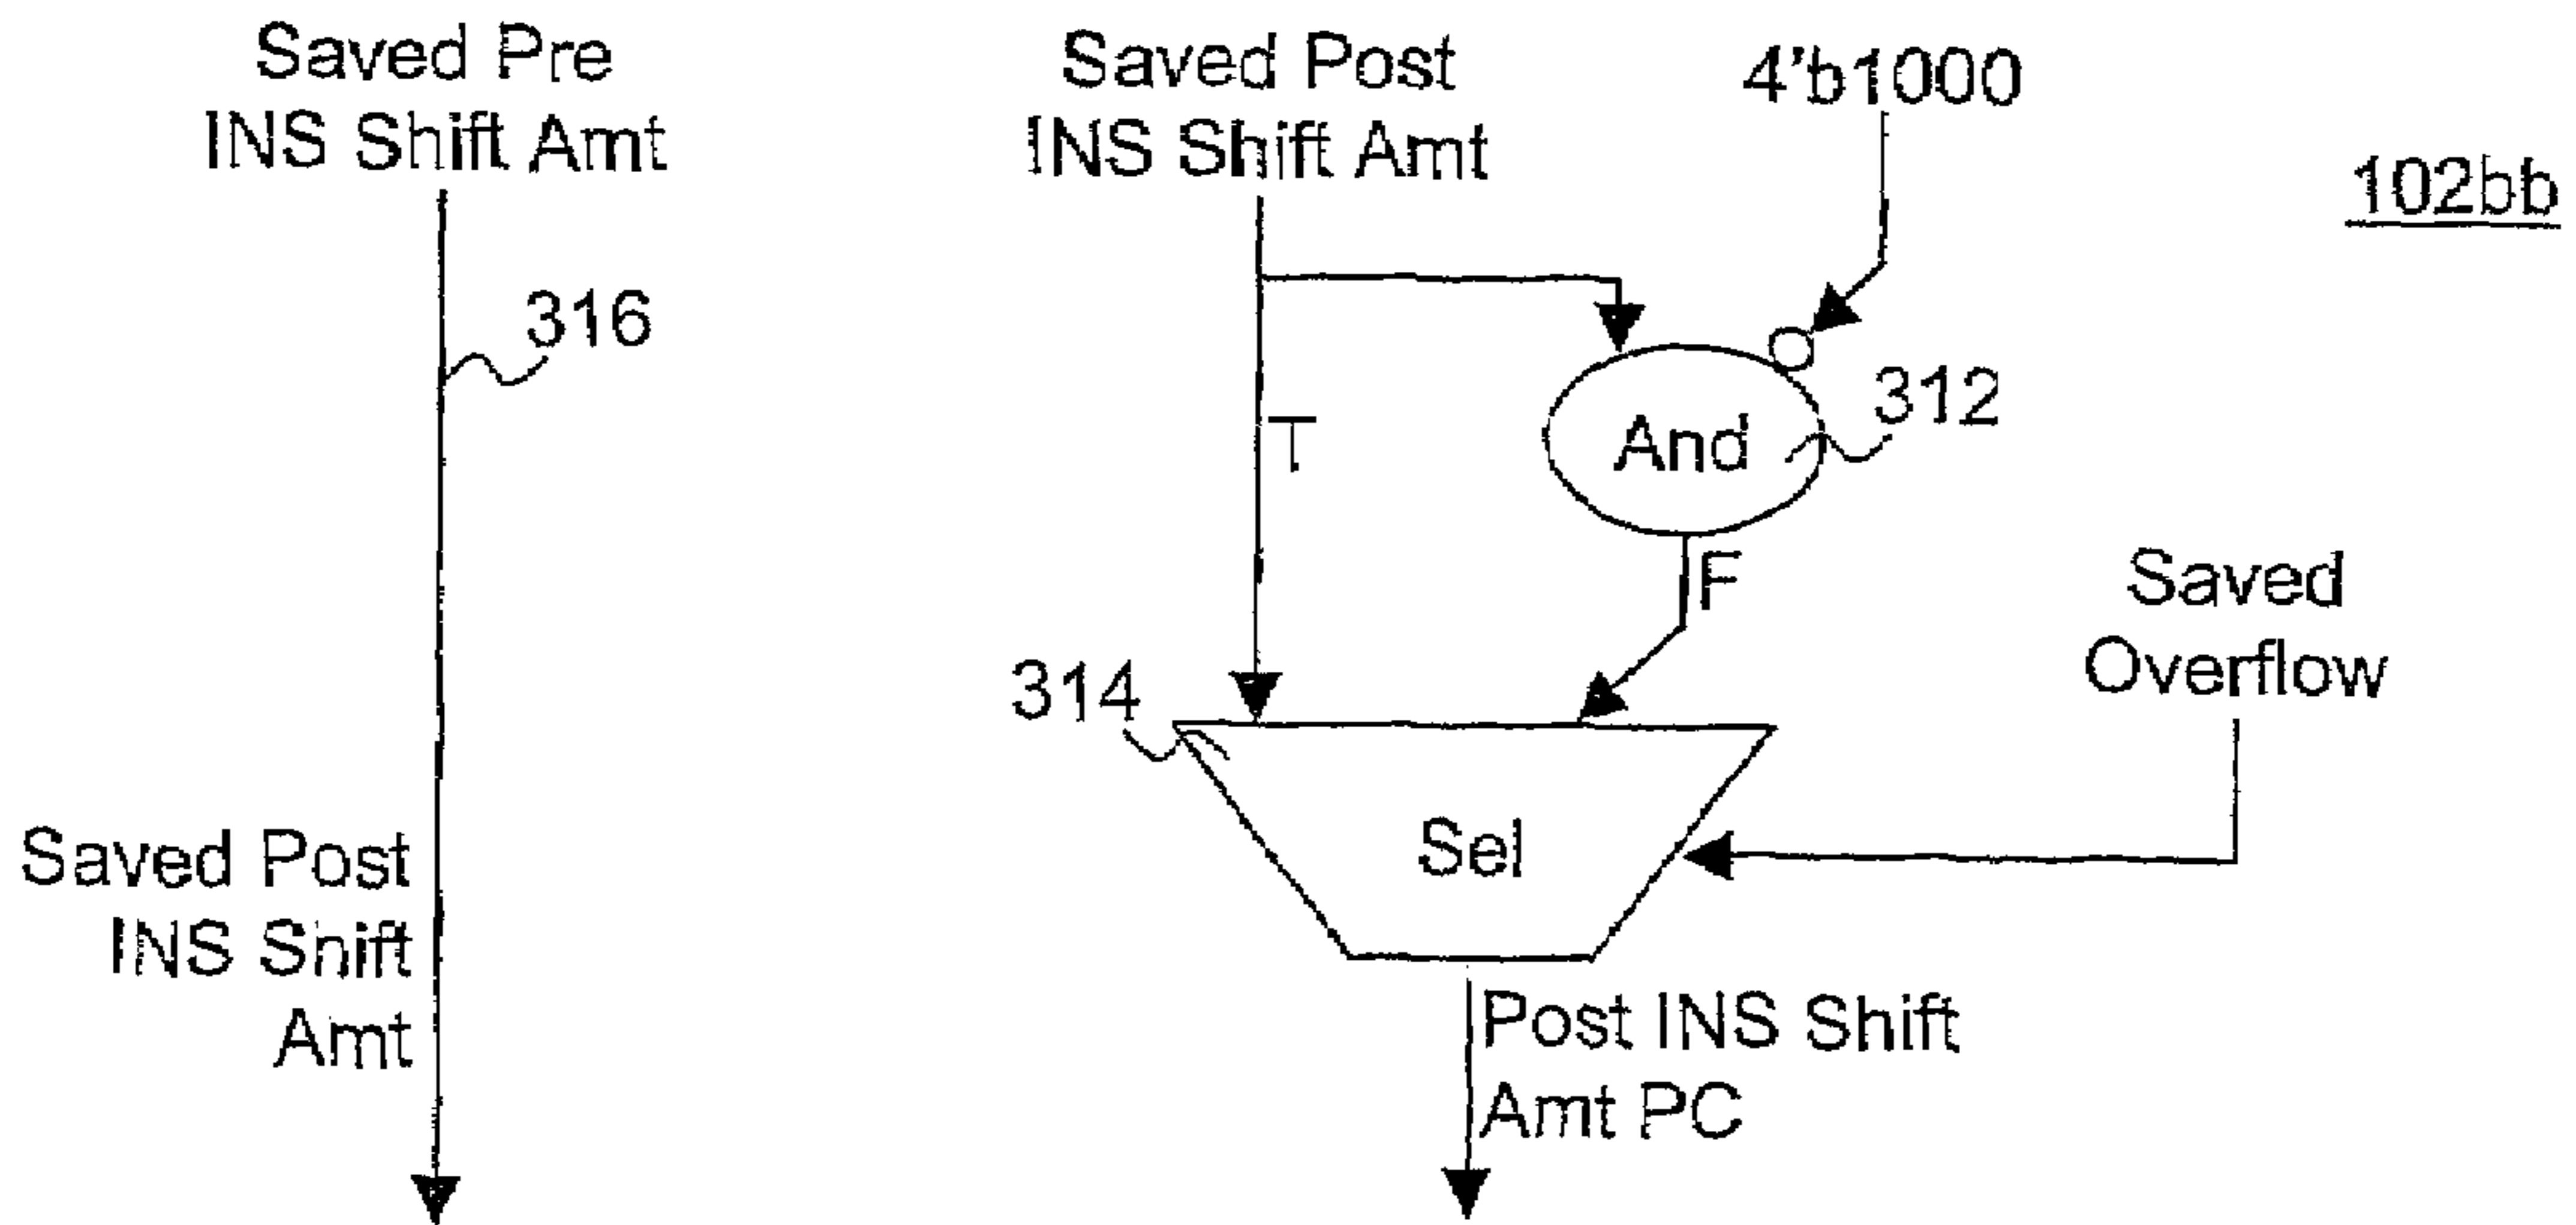 Saved Pre
INS Shift Amt
Saved Post
INS Shift Amt
4'b1000
102bb
316
312
And
T
F
Saved
Overflow
314
Sel
Saved Post
INS Shift
Amt
Post INS Shift
Amt PC